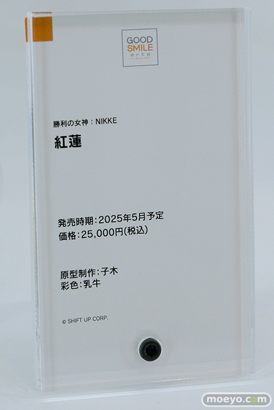 GOOD
SMILE
勝利の女神：NIKKE
紅蓮
発売時期：2025年5月予定
価格：25,000円(税込)
原型制作：子木
彩色：乳牛
© SHIFT UP CORP.
moeyo.com